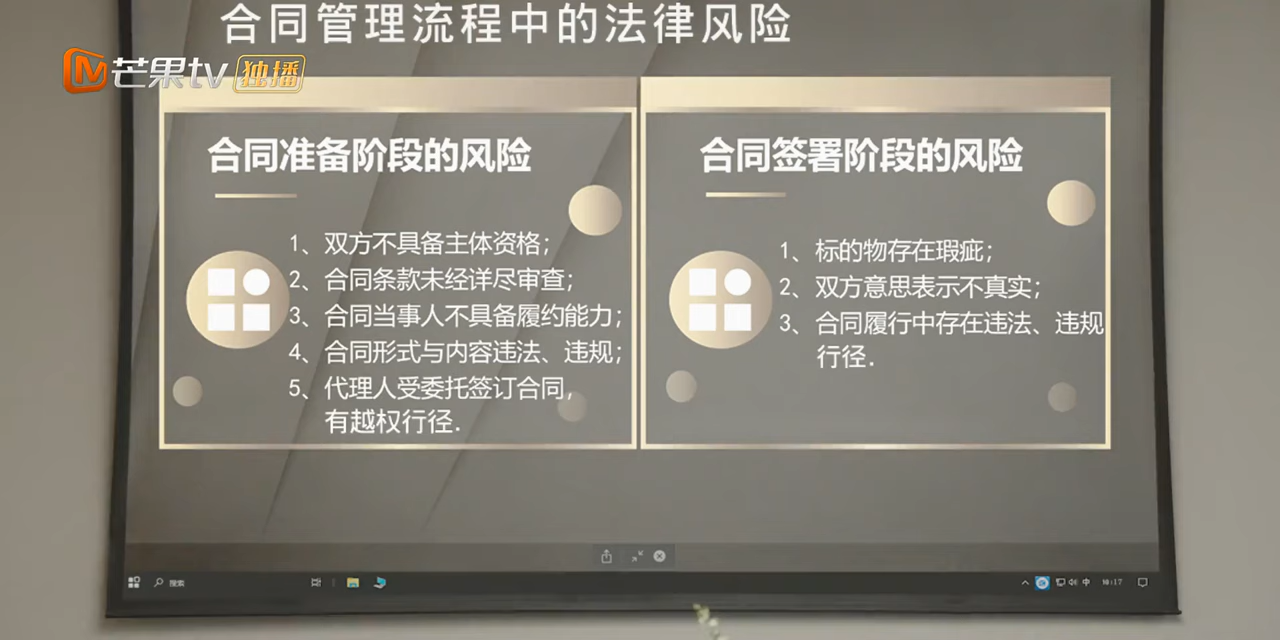 合同管理流程中的法律风险
芒果tv 独播
合同准备阶段的风险
1、双方不具备主体资格；
2、合同条款未经详尽审查；
3、合同当事人不具备履约能力；
4、合同形式与内容违法、违规；
5、代理人受委托签订合同，
有越权行径.
合同签署阶段的风险
1、标的物存在瑕疵；
2、双方意思表示不真实；
3、合同履行中存在违法、违规
行径.
搜索
中 18:17